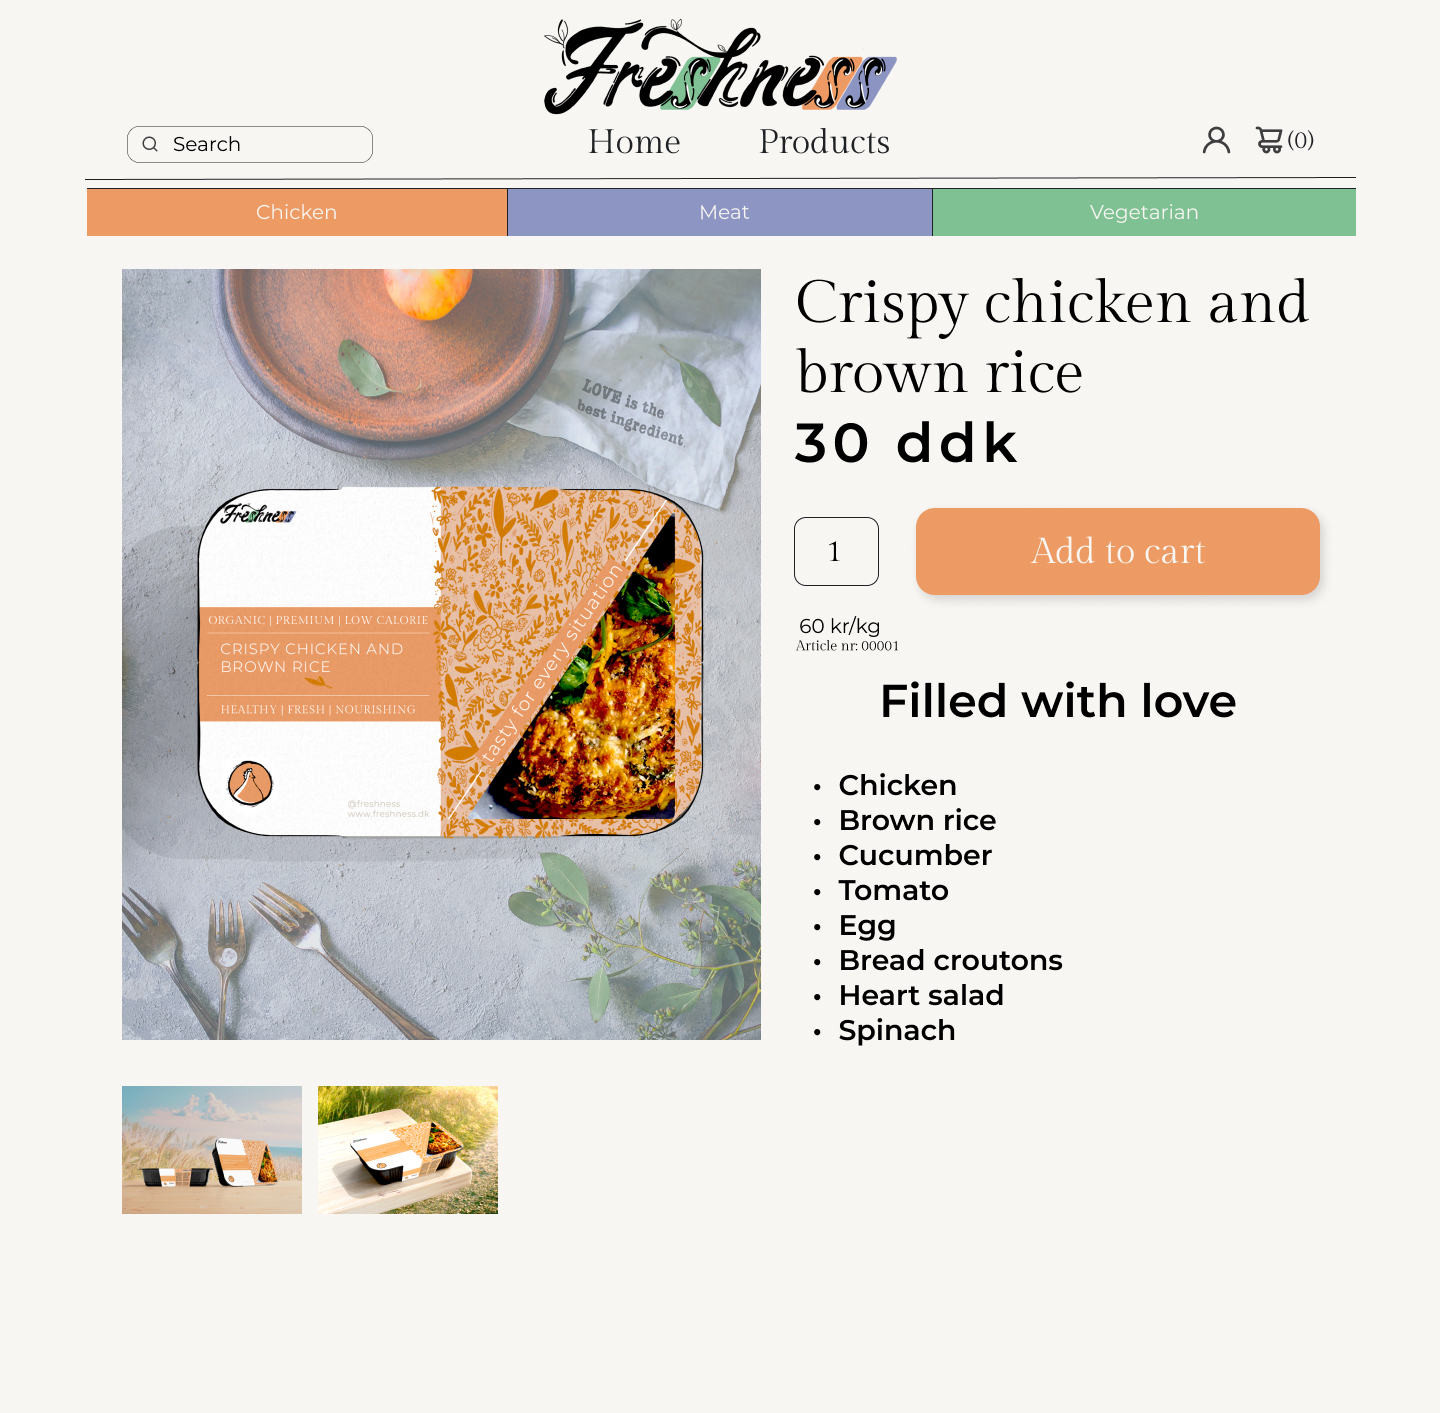 Freshness
Search
Home
Products
(0)
Chicken
Meat
Vegetarian
LOVE is the
best ingredient
Freshness
ORGANIC | PREMIUM | LOW CALORIE
CRISPY CHICKEN AND
BROWN RICE
HEALTHY | FRESH | NOURISHING
tasty for every situation
@freshness
www.freshness.dk
Crispy chicken and
brown rice
30 ddk
1
Add to cart
60 kr/kg
Article nr: 00001
Filled with love
• Chicken
• Brown rice
• Cucumber
• Tomato
• Egg
• Bread croutons
• Heart salad
• Spinach